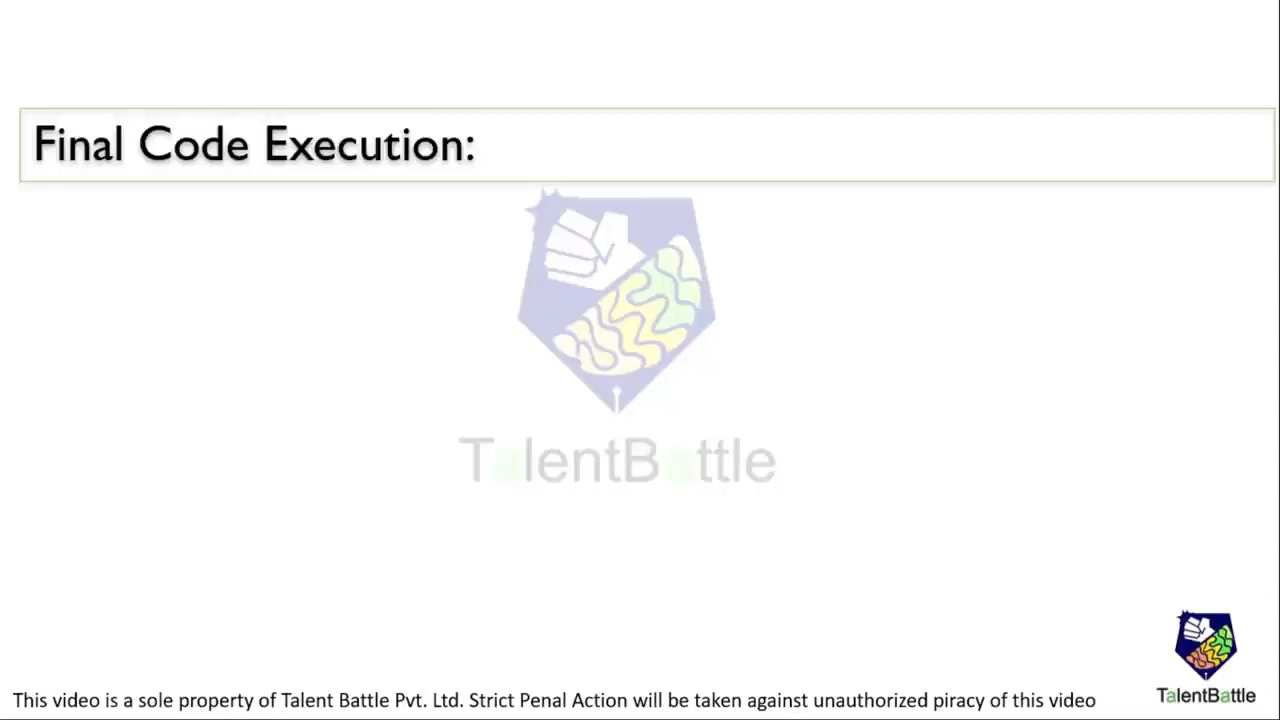 Final Code Execution:
TalentBattle
TalentBattle
This video is a sole property of Talent Battle Pvt. Ltd. Strict Penal Action will be taken against unauthorized piracy of this video